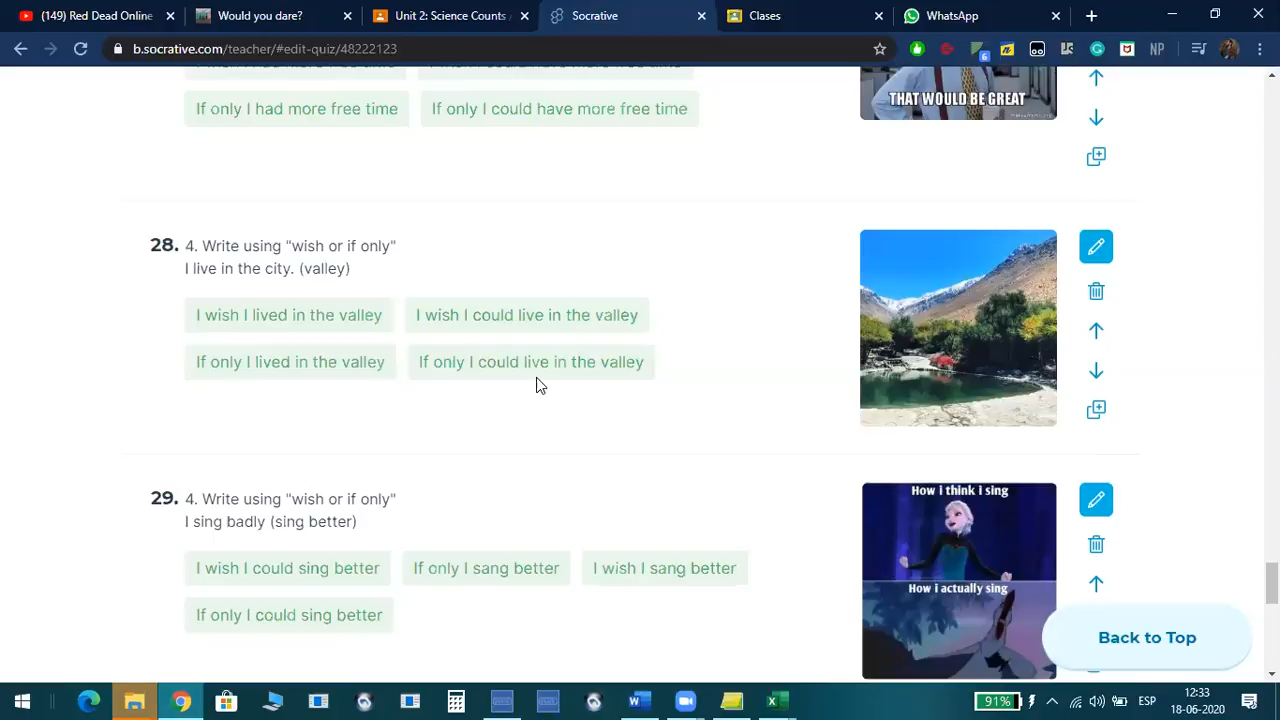 (149) Red Dead Online
Would you dare?
Unit 2: Science Counts
Socrative
Clases
WhatsApp
b.socrative.com/teacher/#edit-quiz/48222123
6
NP
If only I had more free time
If only I could have more free time
THAT WOULD BE GREAT
28.
4. Write using "wish or if only"
I live in the city. (valley)
I wish I lived in the valley
I wish I could live in the valley
If only I lived in the valley
If only I could live in the valley
29.
4. Write using "wish or if only"
I sing badly (sing better)
I wish I could sing better
If only I sang better
I wish I sang better
If only I could sing better
How i think i sing
How i actually sing
Back to Top
91%
ESP
12:33
18-06-2020